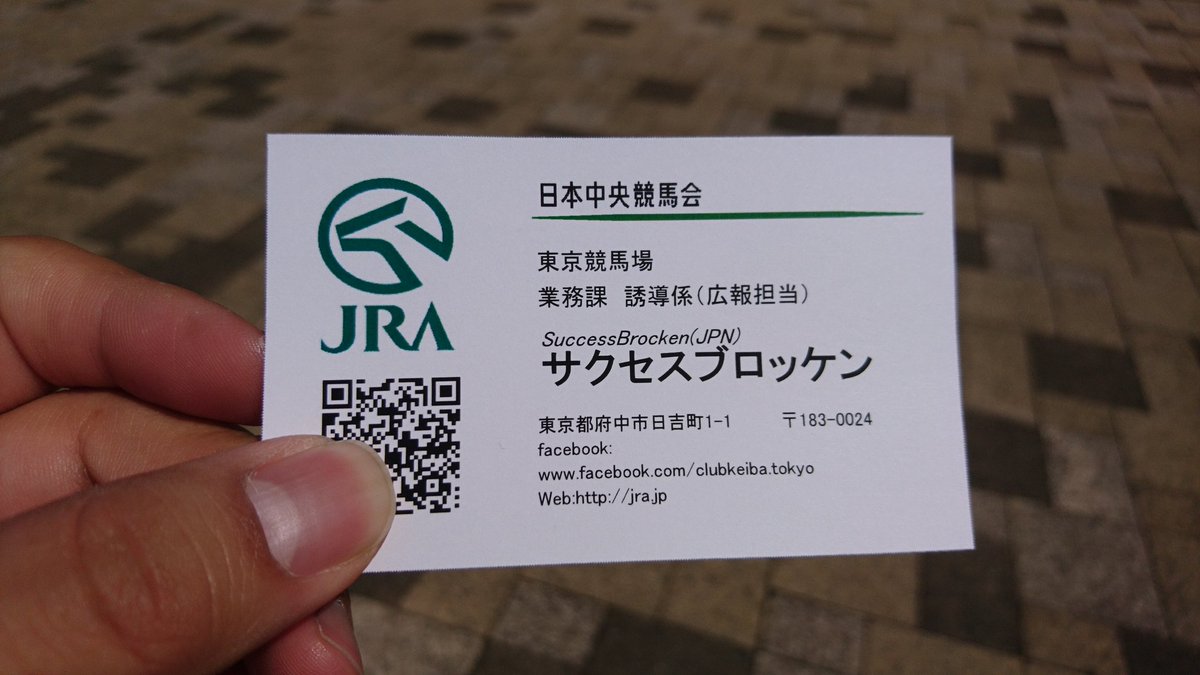 JRA
日本中央競馬会
東京競馬場
業務課 誘導係(広報担当)
SuccessBrocken(JPN)
サクセスブロッケン
東京都府中市日吉町1-1 〒183-0024
facebook:
www.facebook.com/clubkeiba.tokyo
Web:http://jra.jp